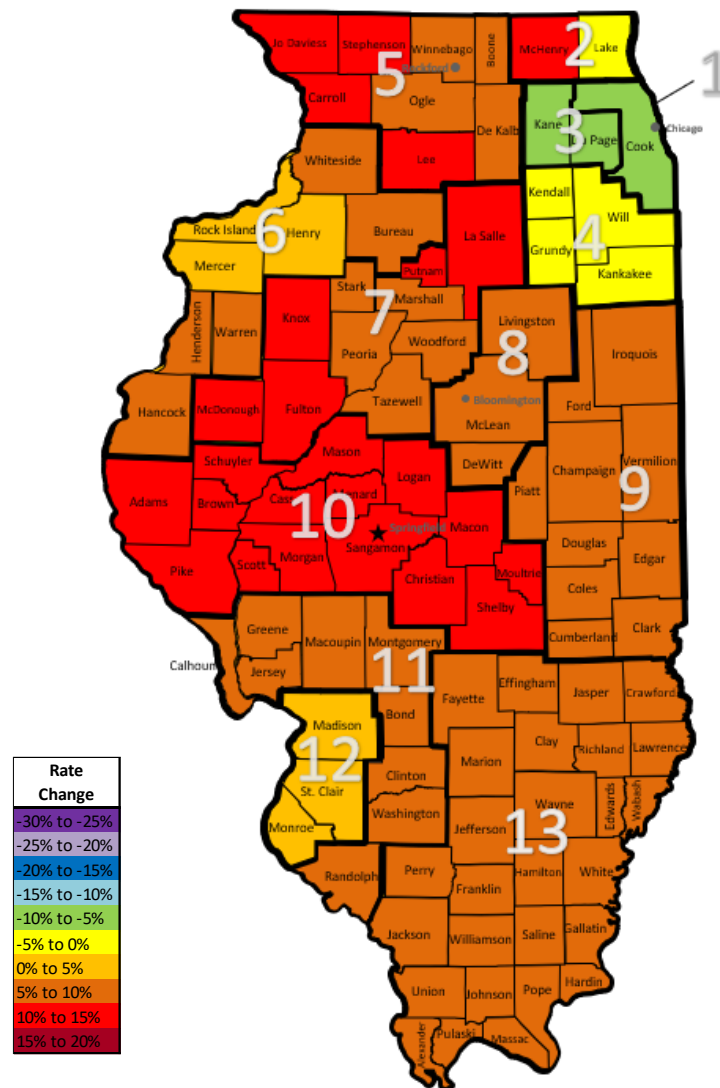 Jo Daviess
Stephenson
Winnebago
Boone
McHenry
Lake
2
1
5
Rockford
Carroll
Ogle
De Kalb
Kane
3
Du Page
Cook
Chicago
Whiteside
Lee
Kendall
Will
Rock Island
6
Henry
Bureau
La Salle
Grundy
4
Mercer
Putnam
Kankakee
Stark
7
Marshall
Knox
Henderson
Warren
Peoria
Woodford
Livingston
8
Iroquois
Hancock
McDonough
Fulton
Tazewell
Bloomington
McLean
Ford
Schuyler
Mason
Logan
DeWitt
Piatt
Champaign
Vermilion
9
Adams
Brown
Cass
Menard
10
Springfield
Sangamon
Macon
Douglas
Edgar
Pike
Scott
Morgan
Christian
Moultrie
Coles
Shelby
Greene
Macoupin
Montgomery
Cumberland
Clark
Calhoun
Jersey
11
Fayette
Effingham
Jasper
Crawford
Madison
Bond
Clay
Richland
Lawrence
12
St. Clair
Clinton
Marion
Rate
Change
-30% to -25%
-25% to -20%
-20% to -15%
-15% to -10%
-10% to -5%
-5% to 0%
0% to 5%
5% to 10%
10% to 15%
15% to 20%
Monroe
Washington
Jefferson
Wayne
13
Edwards
Wabash
Randolph
Perry
Franklin
Hamilton
White
Jackson
Williamson
Saline
Gallatin
Union
Johnson
Pope
Hardin
Alexander
Pulaski
Massac